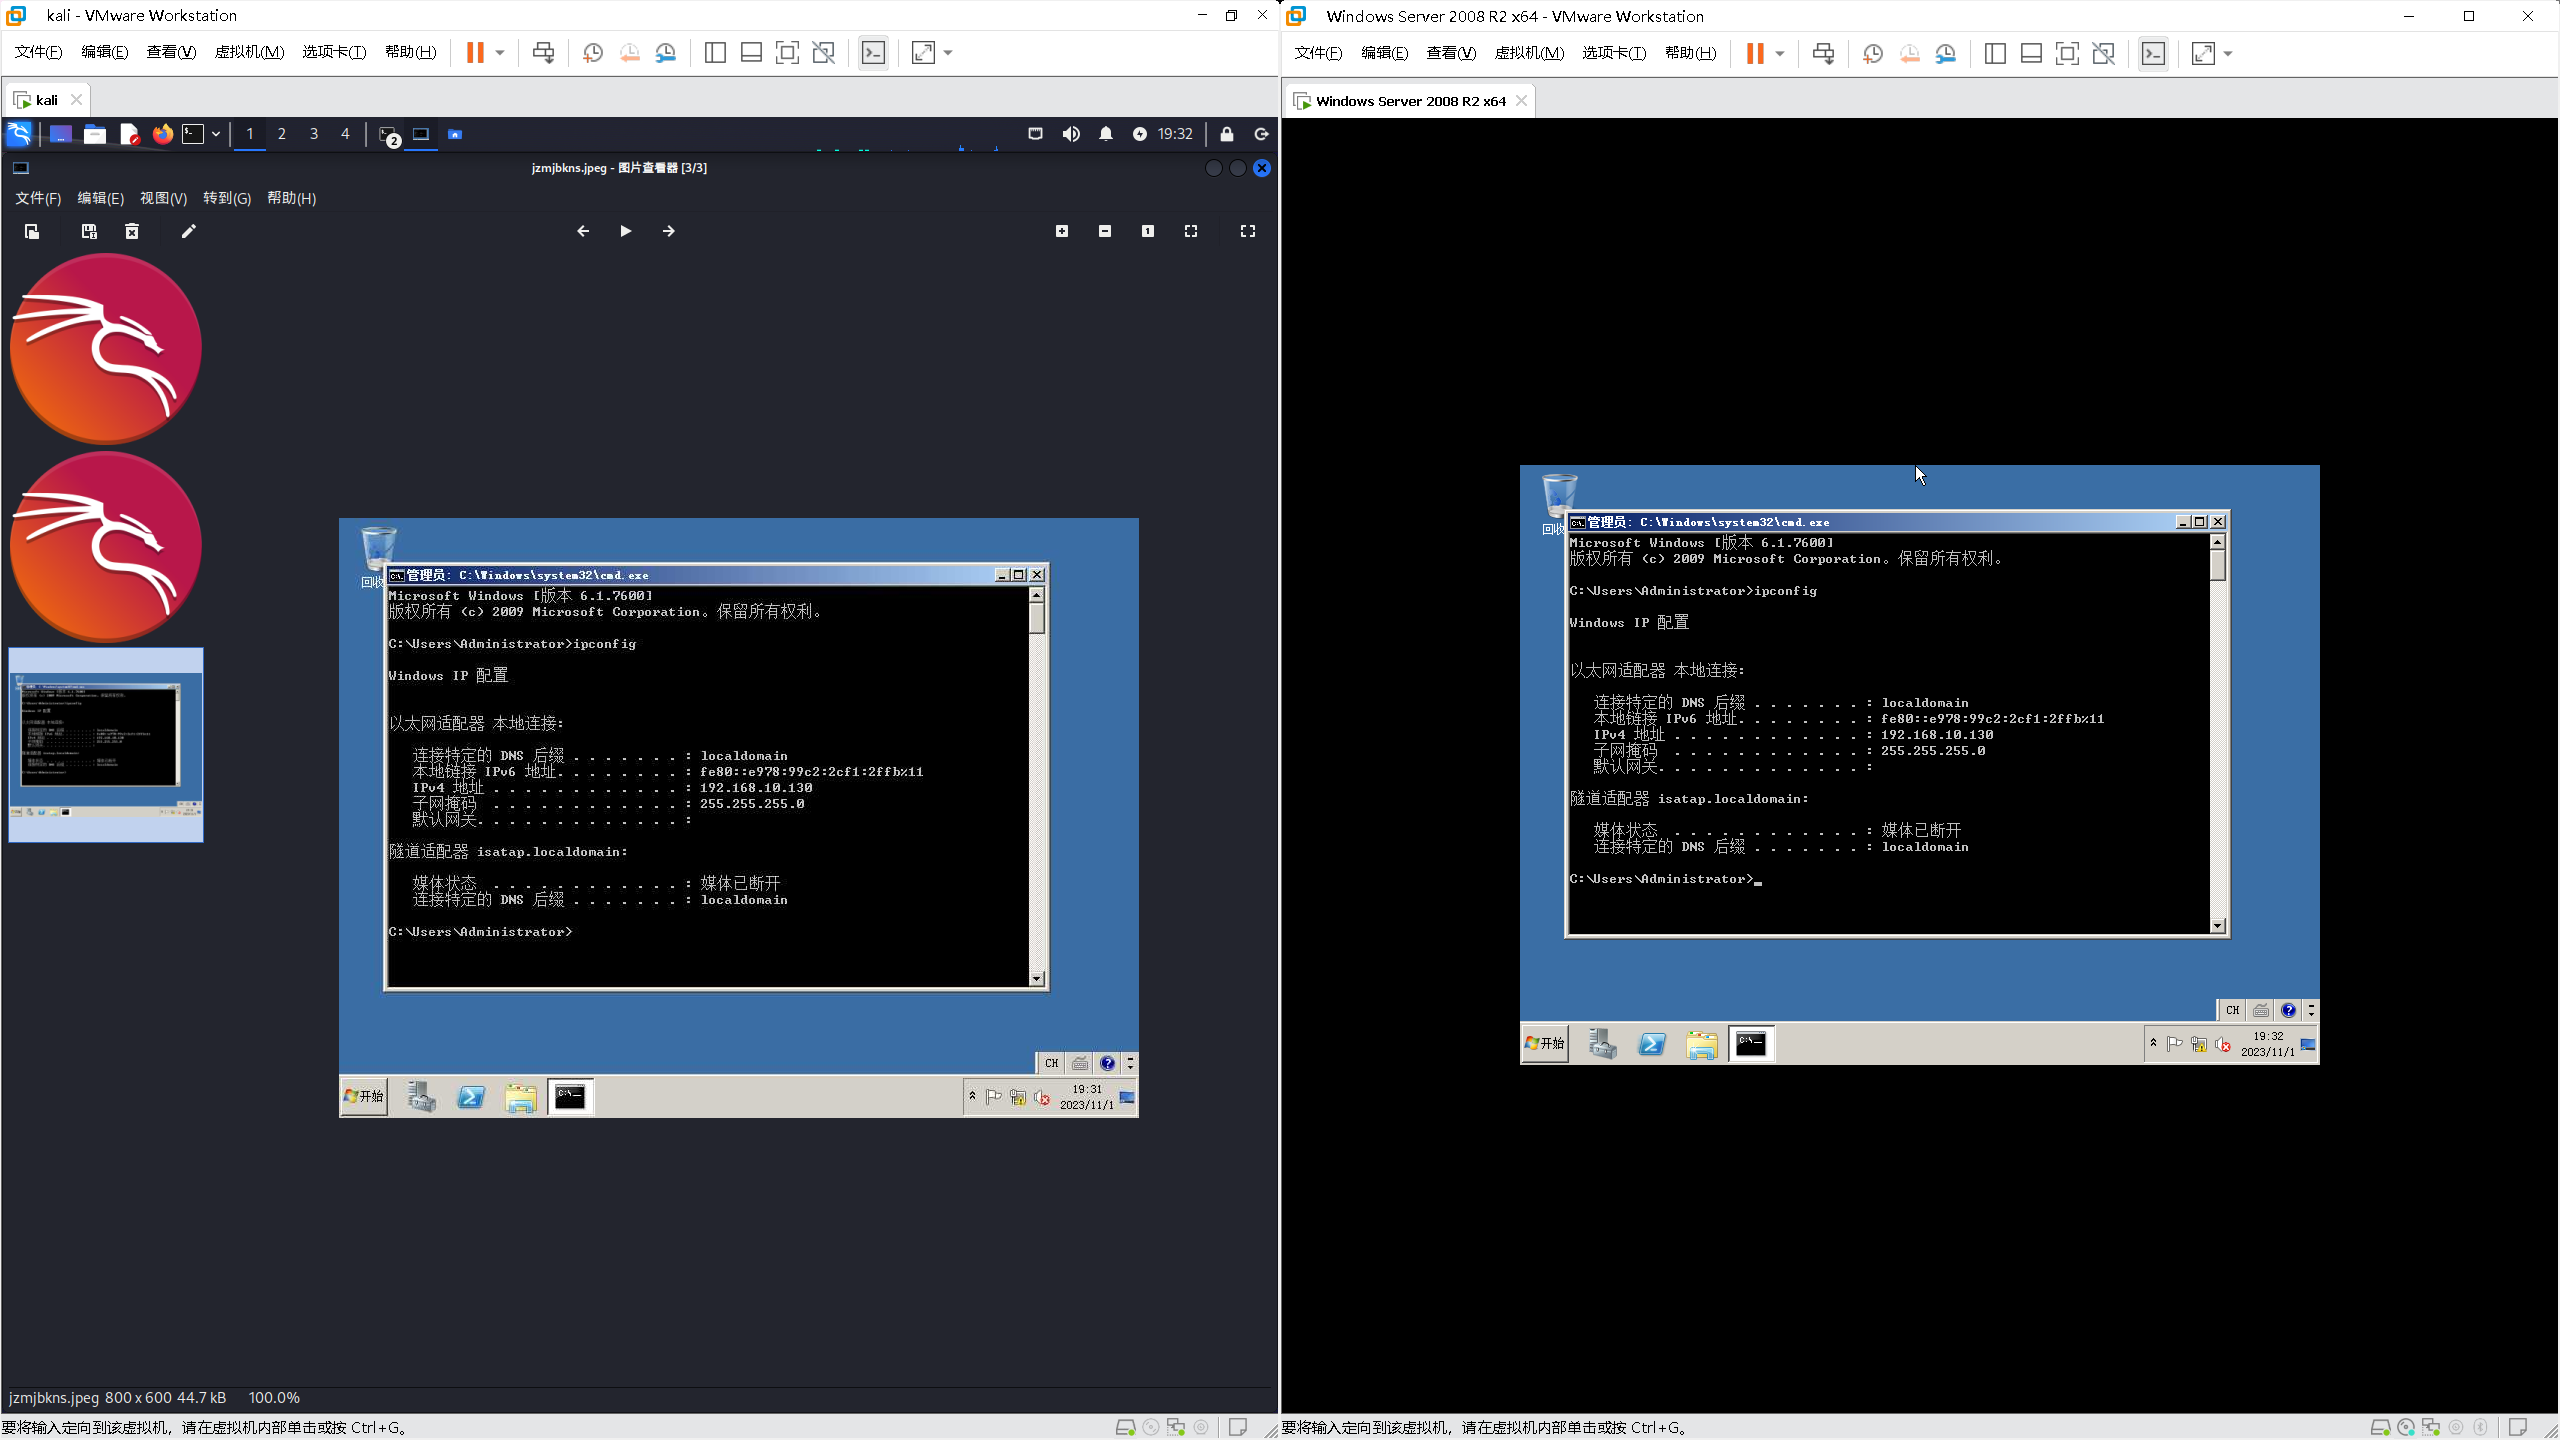 kali - VMware Workstation
文件(F) 编辑(E) 查看(V) 虚拟机(M) 选项卡(T) 帮助(H)
kali
1 2 3 4 2 19:32
jzmjbkns.jpeg - 图片查看器 [3/3]
文件(F) 编辑(E) 视图(V) 转到(G) 帮助(H)
管理员: C:\Windows\system32\cmd.exe
Microsoft Windows [版本 6.1.7600]
版权所有 (c) 2009 Microsoft Corporation。保留所有权利。
C:\Users\Administrator>ipconfig
Windows IP 配置
以太网适配器 本地连接:
连接特定的 DNS 后缀 . . . . . . . : localdomain
本地链接 IPv6 地址. . . . . . . . : fe80::e978:99c2:2cf1:2ffb%11
IPv4 地址 . . . . . . . . . . . . : 192.168.10.130
子网掩码 . . . . . . . . . . . . : 255.255.255.0
默认网关. . . . . . . . . . . . . :
隧道适配器 isatap.localdomain:
媒体状态 . . . . . . . . . . . . : 媒体已断开
连接特定的 DNS 后缀 . . . . . . . : localdomain
C:\Users\Administrator>
CH
开始
19:31
2023/11/1
jzmjbkns.jpeg 800 x 600 44.7 kB 100.0%
要将输入定向到该虚拟机，请在虚拟机内部单击或按 Ctrl+G。
Windows Server 2008 R2 x64 - VMware Workstation
文件(F) 编辑(E) 查看(V) 虚拟机(M) 选项卡(T) 帮助(H)
Windows Server 2008 R2 x64
管理员: C:\Windows\system32\cmd.exe
Microsoft Windows [版本 6.1.7600]
版权所有 (c) 2009 Microsoft Corporation。保留所有权利。
C:\Users\Administrator>ipconfig
Windows IP 配置
以太网适配器 本地连接:
连接特定的 DNS 后缀 . . . . . . . : localdomain
本地链接 IPv6 地址. . . . . . . . : fe80::e978:99c2:2cf1:2ffb%11
IPv4 地址 . . . . . . . . . . . . : 192.168.10.130
子网掩码 . . . . . . . . . . . . : 255.255.255.0
默认网关. . . . . . . . . . . . . :
隧道适配器 isatap.localdomain:
媒体状态 . . . . . . . . . . . . : 媒体已断开
连接特定的 DNS 后缀 . . . . . . . : localdomain
C:\Users\Administrator>_
CH
开始
19:32
2023/11/1
要将输入定向到该虚拟机，请在虚拟机内部单击或按 Ctrl+G。